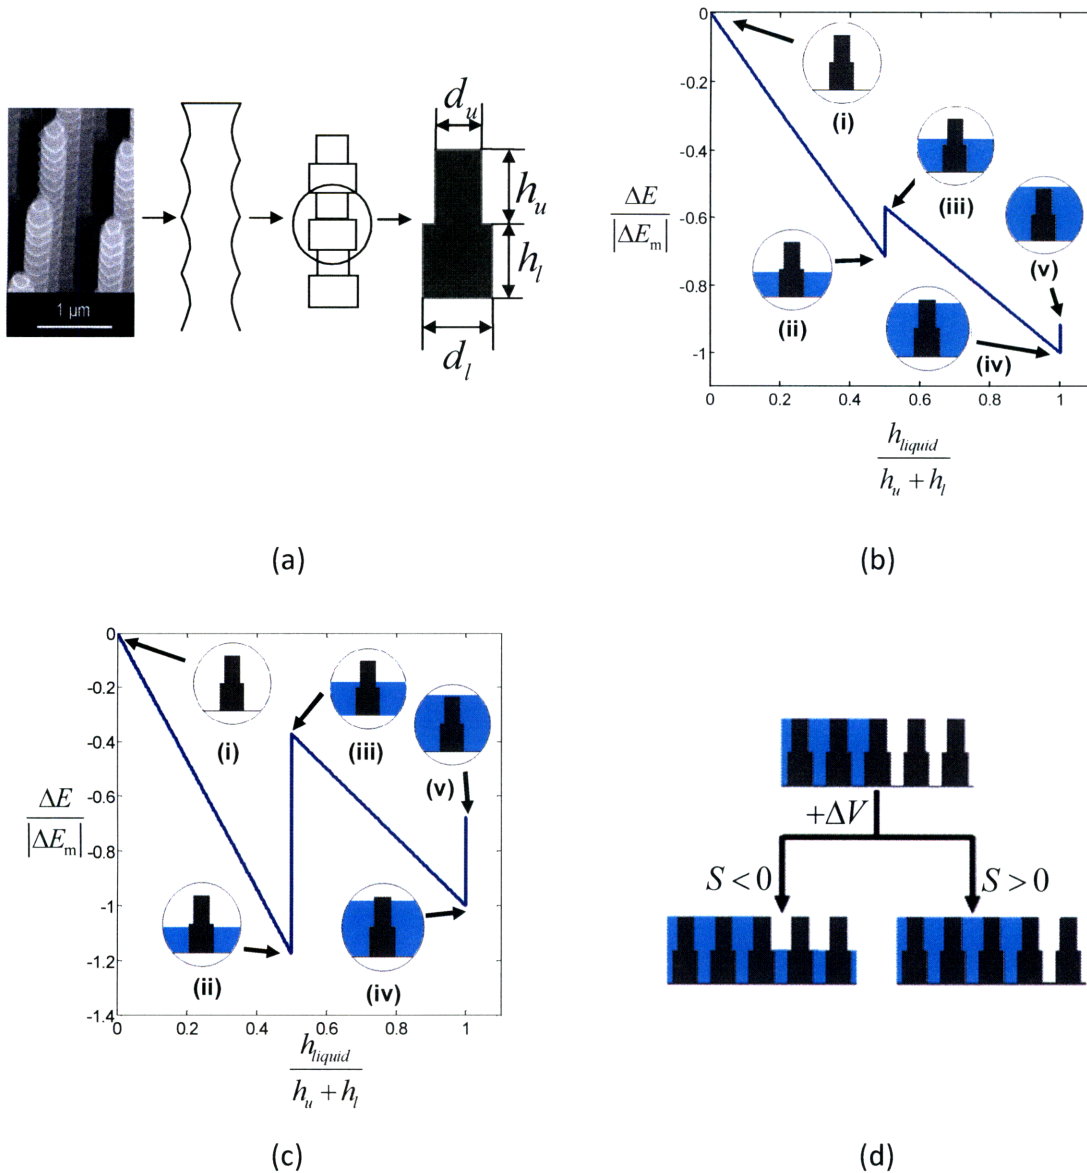 d_u
h_u
h_l
d_l
1 µm
(a)
0
-0.2
-0.4
-0.6
-0.8
-1
0 0.2 0.4 0.6 0.8 1
ΔE
|ΔE_m|
h_liquid
h_u + h_l
(i)
(ii)
(iii)
(iv)
(v)
(b)
0
-0.2
-0.4
-0.6
-0.8
-1
-1.2
-1.4
0 0.2 0.4 0.6 0.8 1
ΔE
|ΔE_m|
h_liquid
h_u + h_l
(i)
(ii)
(iii)
(iv)
(v)
(c)
+ΔV
S < 0
S > 0
(d)